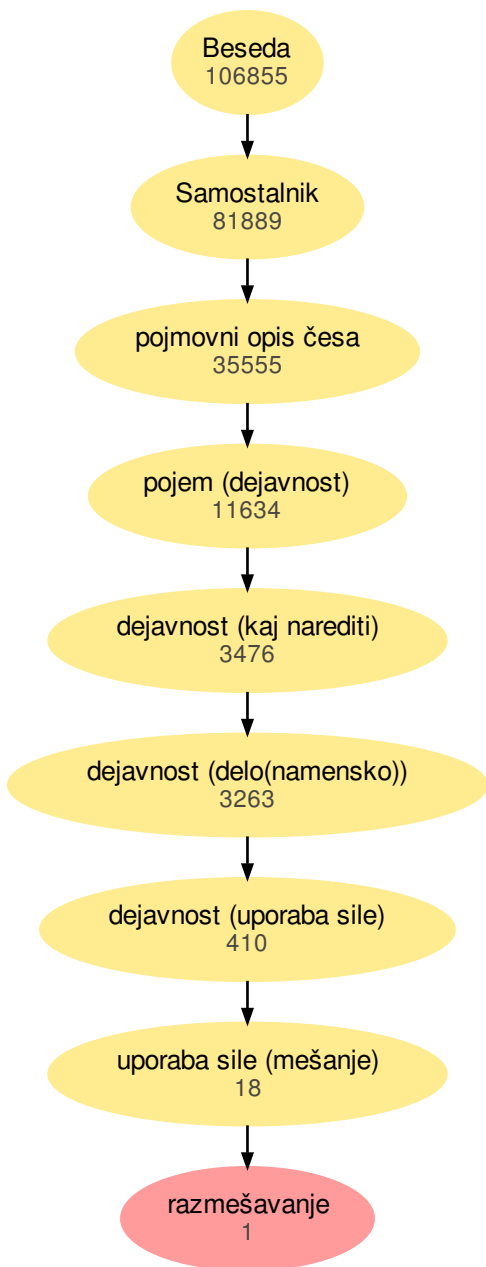 Beseda
106855
Samostalnik
81889
pojmovni opis česa
35555
pojem (dejavnost)
11634
dejavnost (kaj narediti)
3476
dejavnost (delo(namensko))
3263
dejavnost (uporaba sile)
410
uporaba sile (mešanje)
18
razmešavanje
1